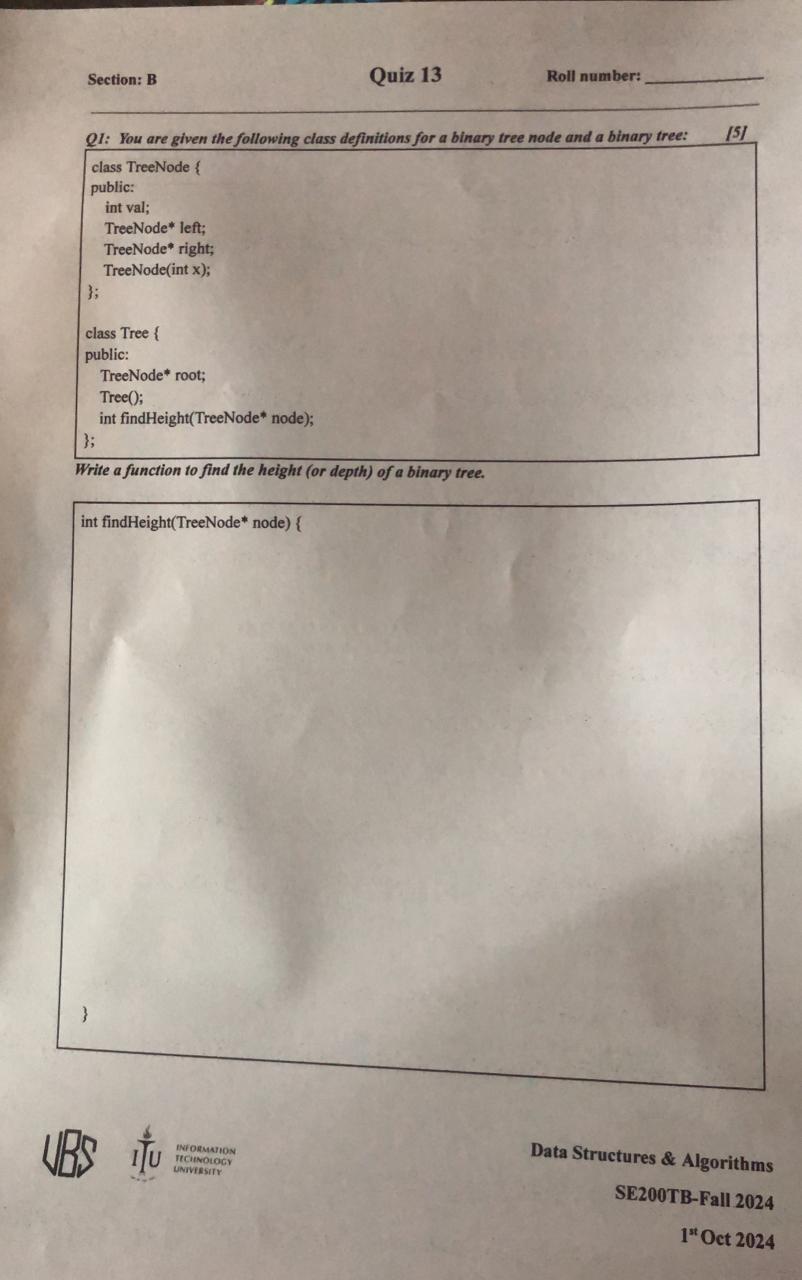 Section: B Quiz 13 Roll number: ____________
Q1: You are given the following class definitions for a binary tree node and a binary tree: [5]
class TreeNode {
public:
int val;
TreeNode* left;
TreeNode* right;
TreeNode(int x);
};
class Tree {
public:
TreeNode* root;
Tree();
int findHeight(TreeNode* node);
};
Write a function to find the height (or depth) of a binary tree.
int findHeight(TreeNode* node) {
}
VBS ITU INFORMATION
TECHNOLOGY
UNIVERSITY
Data Structures & Algorithms
SE200TB-Fall 2024
1st Oct 2024